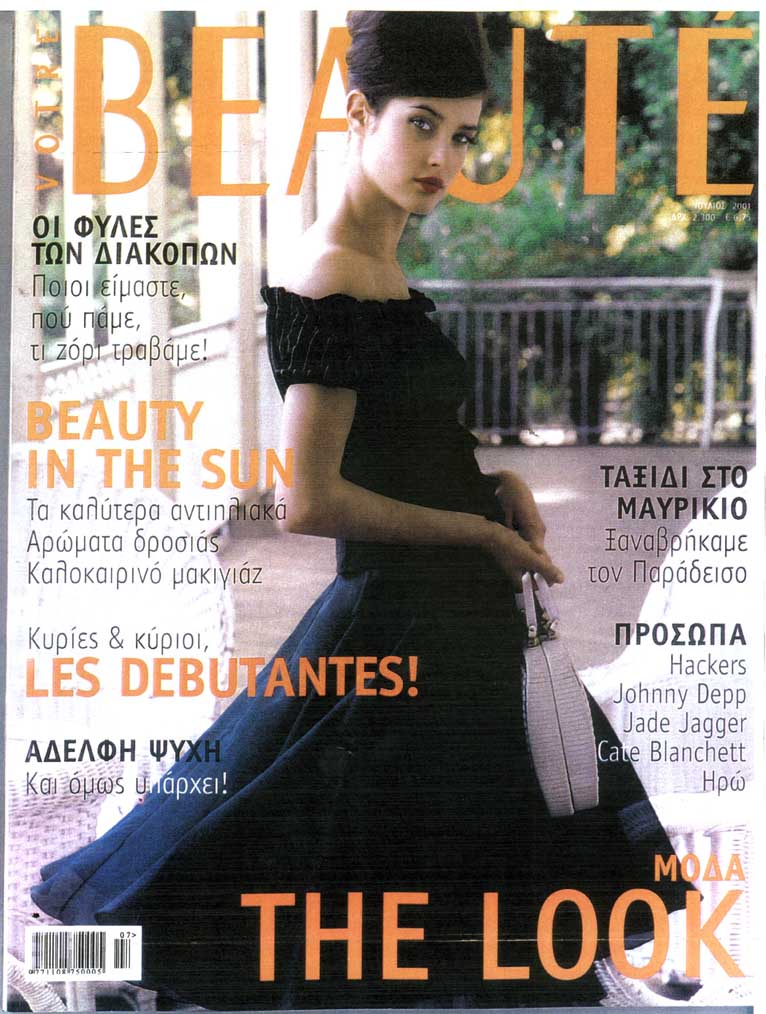 VOTRE
BEAUTÉ
ΙΟΥΛΙΟΣ 2001
ΔΡΧ. 2.300 € 6,75
ΟΙ ΦΥΛΕΣ
ΤΩΝ ΔΙΑΚΟΠΩΝ
Ποιοι είμαστε,
πού πάμε,
τι ζόρι τραβάμε!
BEAUTY
IN THE SUN
Τα καλύτερα αντιηλιακά
Αρώματα δροσιάς
Καλοκαιρινό μακιγιάζ
Κυρίες & κύριοι,
LES DEBUTANTES!
ΑΔΕΛΦΗ ΨΥΧΗ
Και όμως υπάρχει!
ΤΑΞΙΔΙ ΣΤΟ
ΜΑΥΡΙΚΙΟ
Ξαναβρήκαμε
τον Παράδεισο
ΠΡΟΣΩΠΑ
Hackers
Johnny Depp
Jade Jagger
Cate Blanchett
Ηρώ
ΜΟΔΑ
THE LOOK
07>
9771108750005